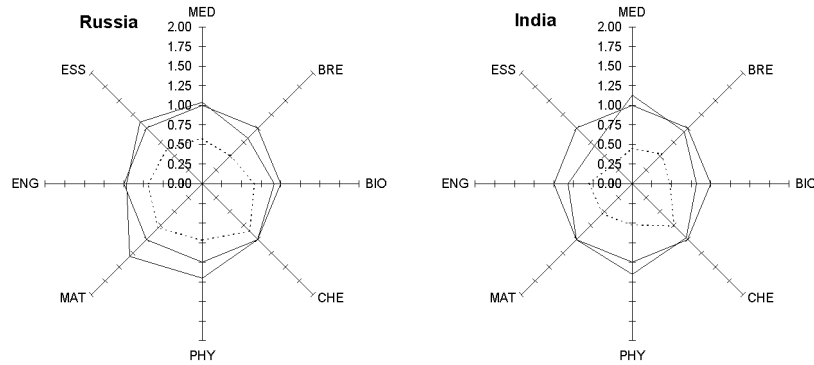 Russia
MED
2.00
1.75
1.50
1.25
1.00
0.75
0.50
0.25
0.00
BRE
BIO
CHE
PHY
MAT
ENG
ESS
India
MED
2.00
1.75
1.50
1.25
1.00
0.75
0.50
0.25
0.00
BRE
BIO
CHE
PHY
MAT
ENG
ESS